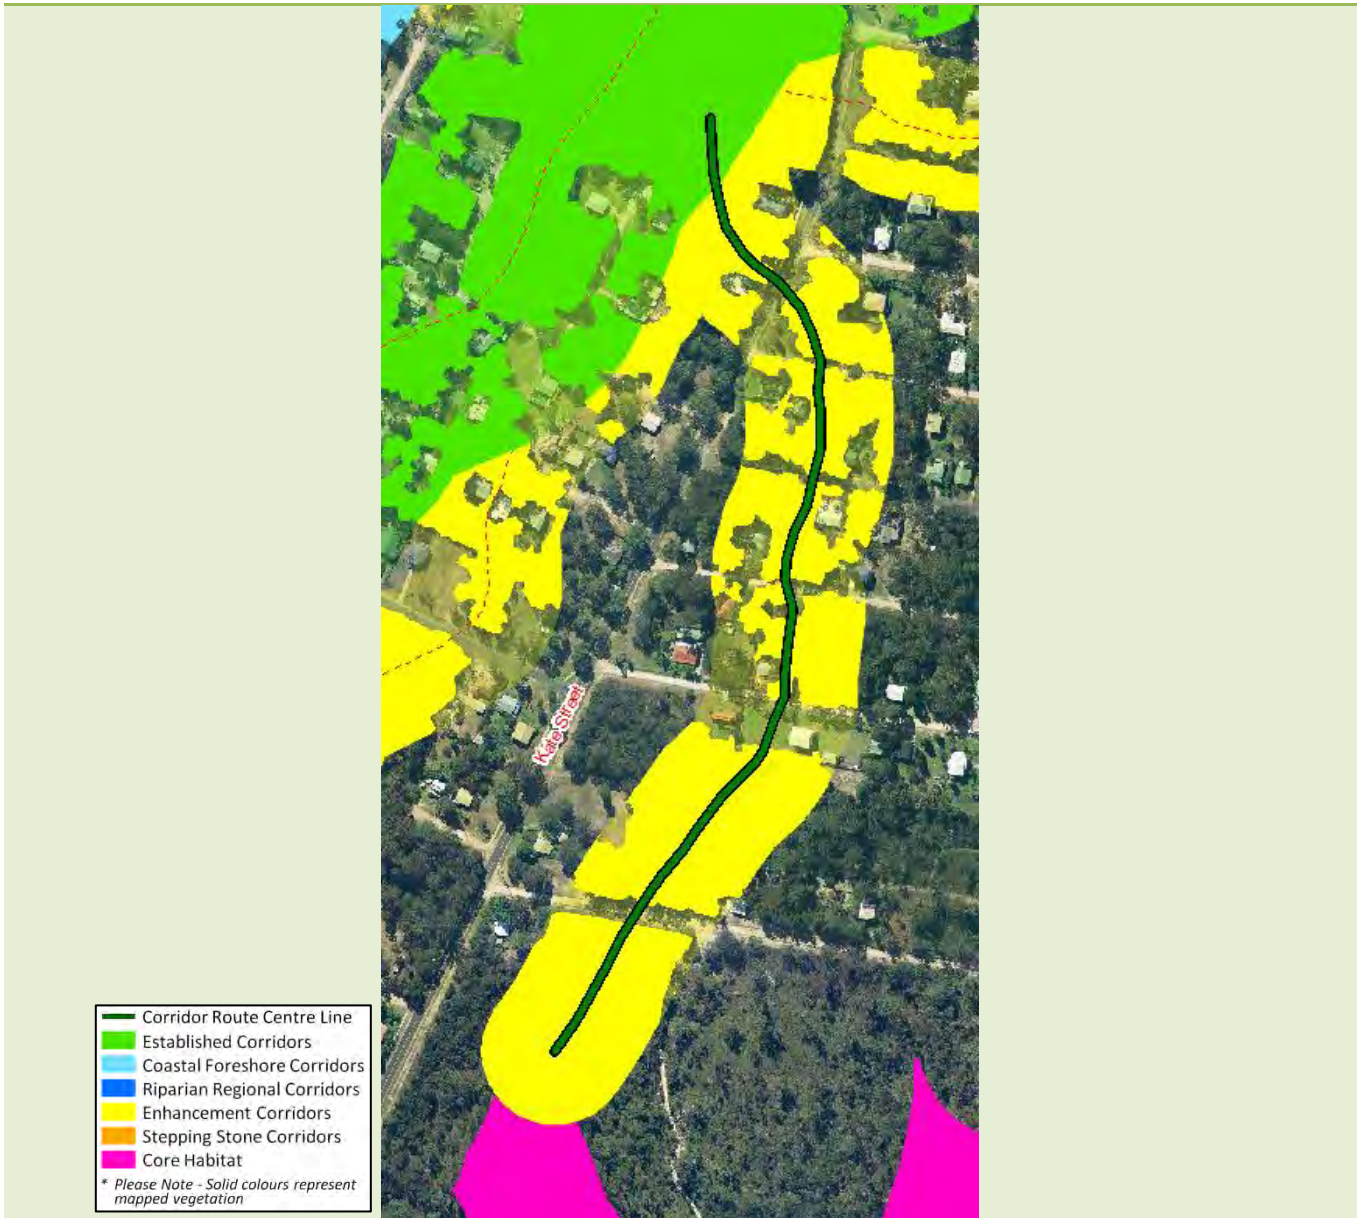 Kate Street
Corridor Route Centre Line
Established Corridors
Coastal Foreshore Corridors
Riparian Regional Corridors
Enhancement Corridors
Stepping Stone Corridors
Core Habitat
* Please Note - Solid colours represent
mapped vegetation